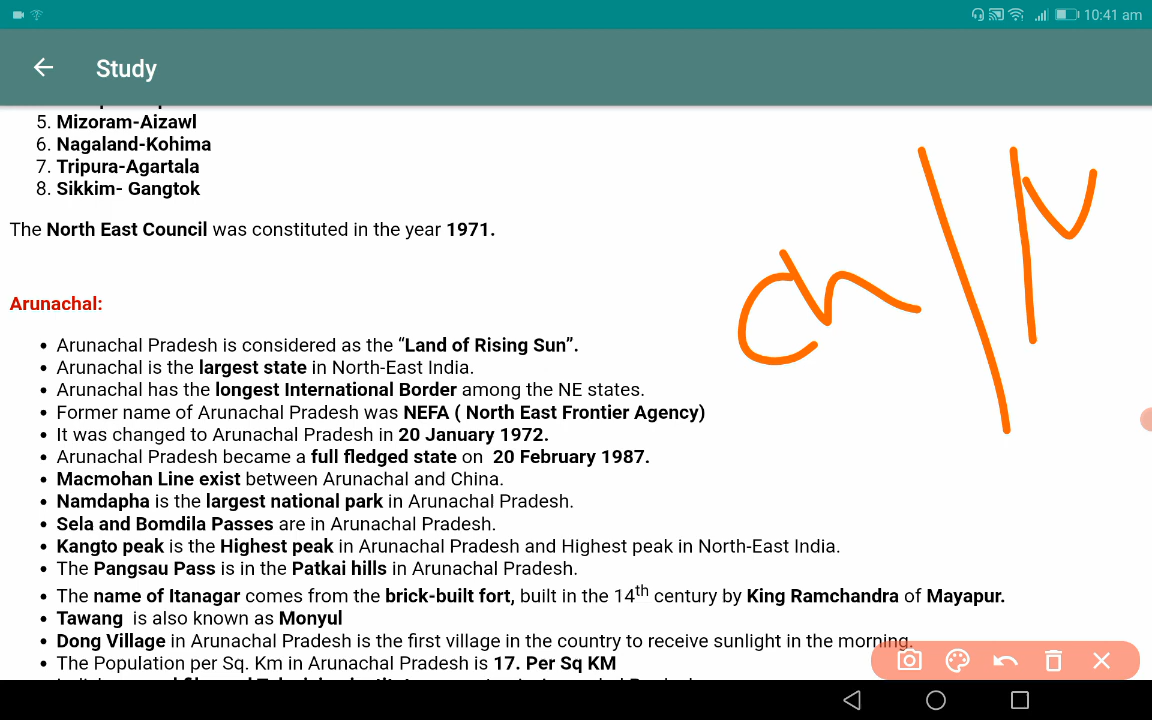 10:41 am
Study
5. Mizoram-Aizawl
6. Nagaland-Kohima
7. Tripura-Agartala
8. Sikkim- Gangtok
The North East Council was constituted in the year 1971.
Arunachal:
• Arunachal Pradesh is considered as the “Land of Rising Sun”.
• Arunachal is the largest state in North-East India.
• Arunachal has the longest International Border among the NE states.
• Former name of Arunachal Pradesh was NEFA ( North East Frontier Agency)
• It was changed to Arunachal Pradesh in 20 January 1972.
• Arunachal Pradesh became a full fledged state on 20 February 1987.
• Macmohan Line exist between Arunachal and China.
• Namdapha is the largest national park in Arunachal Pradesh.
• Sela and Bomdila Passes are in Arunachal Pradesh.
• Kangto peak is the Highest peak in Arunachal Pradesh and Highest peak in North-East India.
• The Pangsau Pass is in the Patkai hills in Arunachal Pradesh.
• The name of Itanagar comes from the brick-built fort, built in the 14th century by King Ramchandra of Mayapur.
• Tawang is also known as Monyul
• Dong Village in Arunachal Pradesh is the first village in the country to receive sunlight in the morning.
• The Population per Sq. Km in Arunachal Pradesh is 17. Per Sq KM